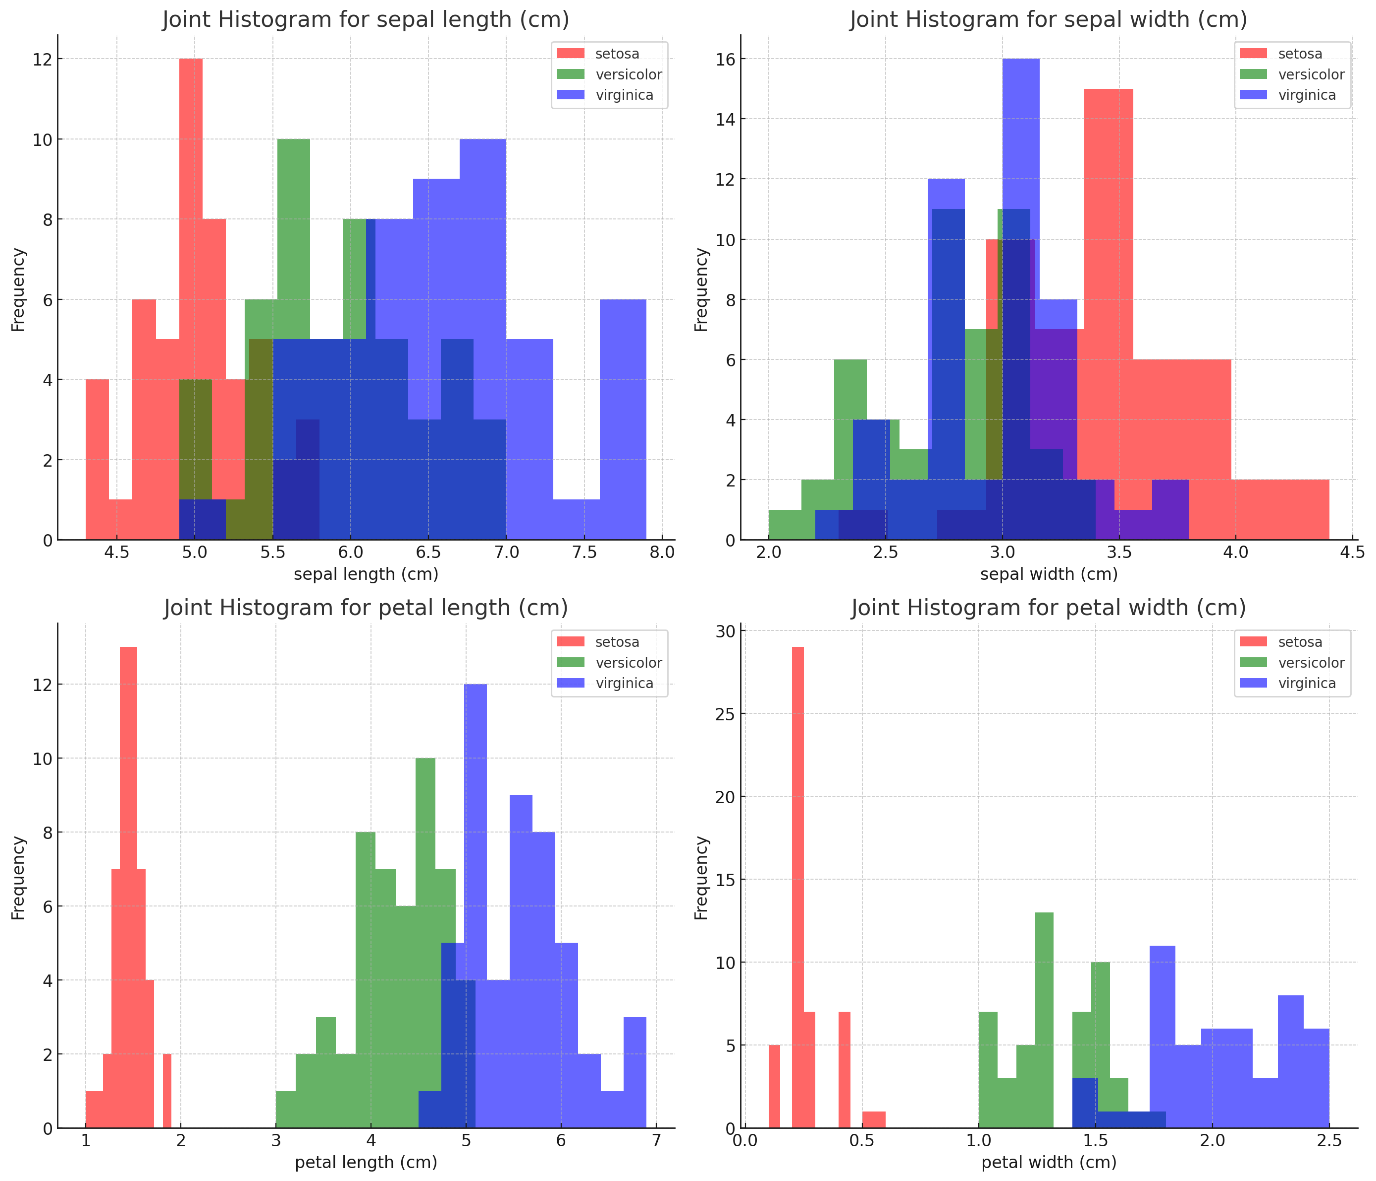 Joint Histogram for sepal length (cm)
setosa
versicolor
virginica
Frequency
12
10
8
6
4
2
0
4.5 5.0 5.5 6.0 6.5 7.0 7.5 8.0
sepal length (cm)
Joint Histogram for sepal width (cm)
setosa
versicolor
virginica
Frequency
16
14
12
10
8
6
4
2
0
2.0 2.5 3.0 3.5 4.0 4.5
sepal width (cm)
Joint Histogram for petal length (cm)
setosa
versicolor
virginica
Frequency
12
10
8
6
4
2
0
1 2 3 4 5 6 7
petal length (cm)
Joint Histogram for petal width (cm)
setosa
versicolor
virginica
Frequency
30
25
20
15
10
5
0
0.0 0.5 1.0 1.5 2.0 2.5
petal width (cm)